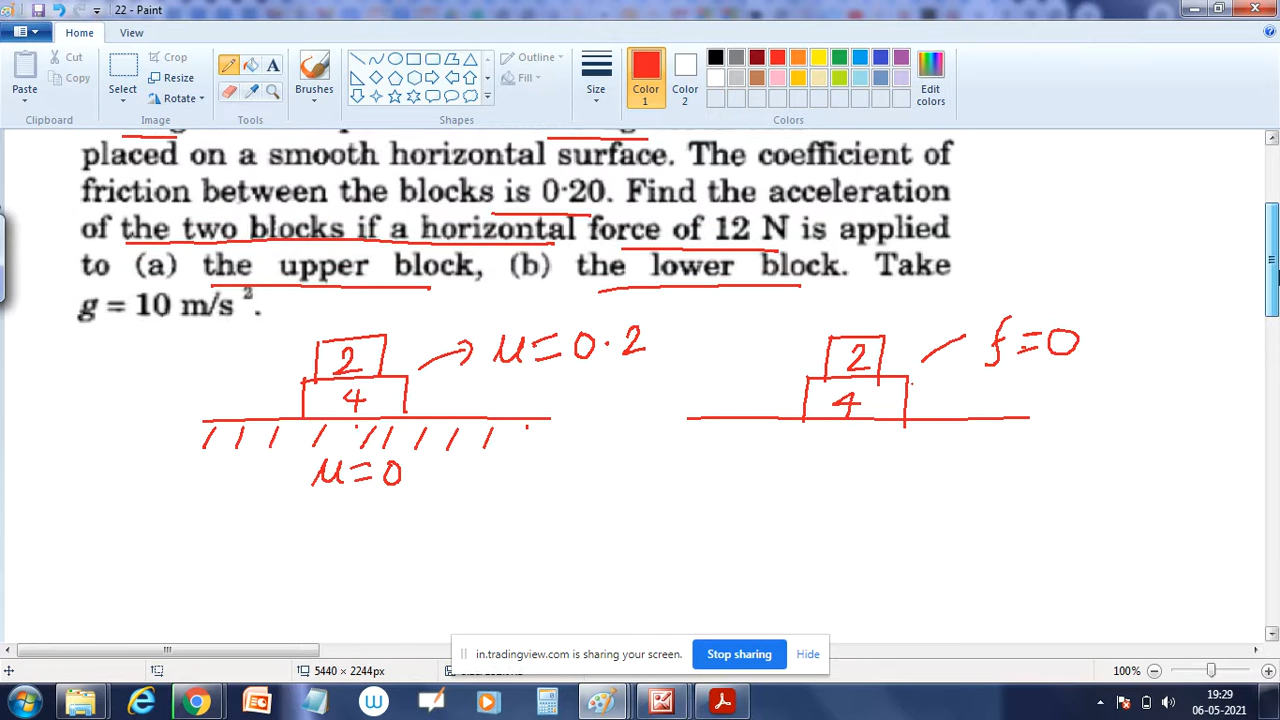 22 - Paint
Home
View
Paste
Cut
Copy
Clipboard
Select
Crop
Resize
Rotate
Image
Tools
Brushes
Shapes
Outline
Fill
Size
Color 1
Color 2
Edit colors
Colors
placed on a smooth horizontal surface. The coefficient of
friction between the blocks is 0·20. Find the acceleration
of the two blocks if a horizontal force of 12 N is applied
to (a) the upper block, (b) the lower block. Take
g = 10 m/s ².
2
4
μ = 0·2
μ = 0
2
4
f = 0
in.tradingview.com is sharing your screen.
Stop sharing
Hide
5440 × 2244px
100%
19:29
06-05-2021